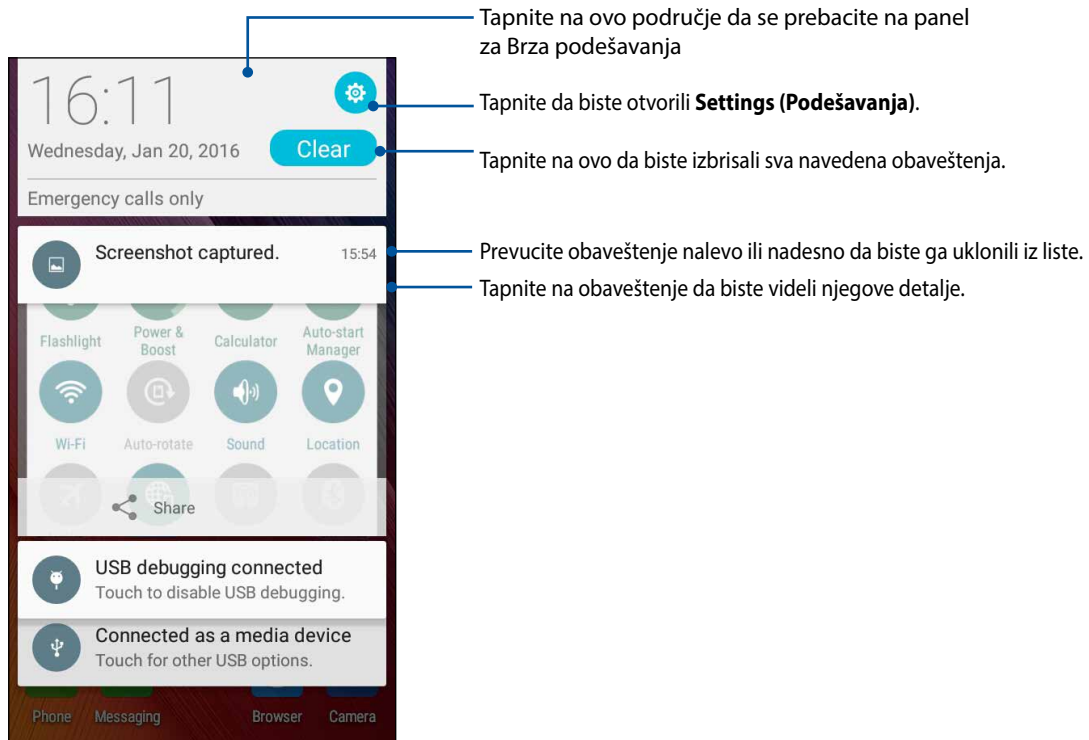 Tapnite na ovo područje da se prebacite na panel
za Brza podešavanja
16:11
Tapnite da biste otvorili Settings (Podešavanja).
Wednesday, Jan 20, 2016
Clear
Tapnite na ovo da biste izbrisali sva navedena obaveštenja.
Emergency calls only
Screenshot captured.
15:54
Prevucite obaveštenje nalevo ili nadesno da biste ga uklonili iz liste.
Tapnite na obaveštenje da biste videli njegove detalje.
Flashlight
Power &
Boost
Calculator
Auto-start
Manager
Wi-Fi
Auto-rotate
Sound
Location
Share
USB debugging connected
Touch to disable USB debugging.
Connected as a media device
Touch for other USB options.
Phone
Messaging
Browser
Camera